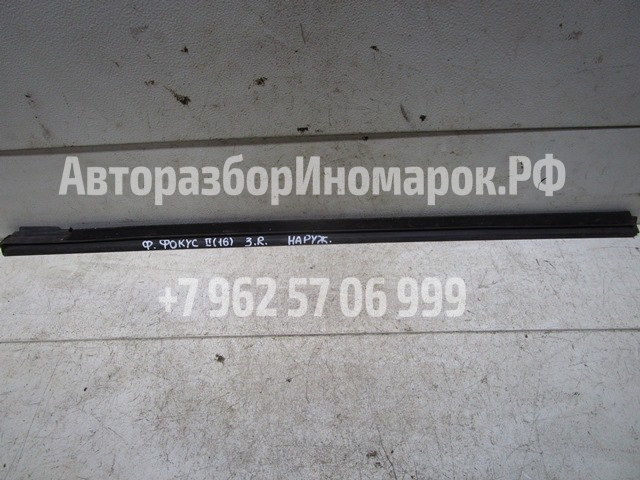 АвторазборИномарок.РФ
Ф. ФОКУС II(16) З.R. НАРУЖ.
+7 962 57 06 999